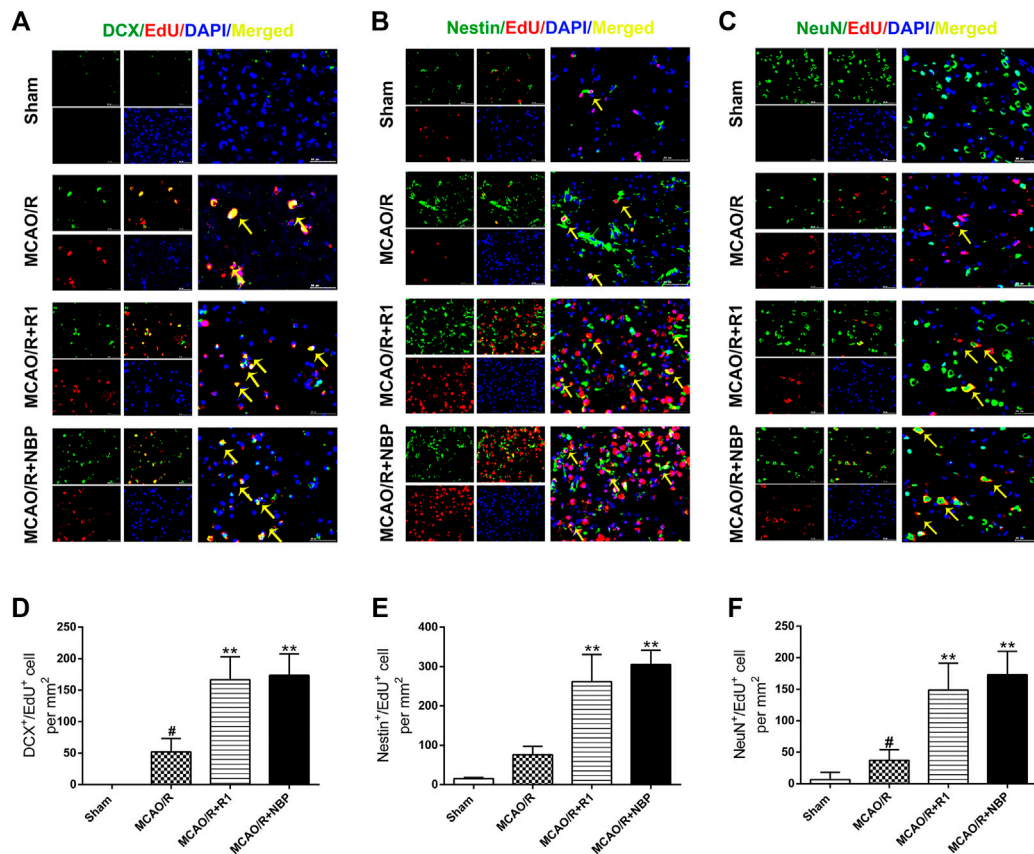 A
DCX/EdU/DAPI/Merged
Sham
MCAO/R
MCAO/R+R1
MCAO/R+NBP
B
Nestin/EdU/DAPI/Merged
Sham
MCAO/R
MCAO/R+R1
MCAO/R+NBP
C
NeuN/EdU/DAPI/Merged
Sham
MCAO/R
MCAO/R+R1
MCAO/R+NBP
D
DCX⁺/EdU⁺ cell
per mm²
250
200
150
100
50
0
#
**
**
Sham
MCAO/R
MCAO/R+R1
MCAO/R+NBP
E
Nestin⁺/EdU⁺ cell
per mm²
400
300
200
100
0
**
**
Sham
MCAO/R
MCAO/R+R1
MCAO/R+NBP
F
NeuN⁺/EdU⁺ cell
per mm²
250
200
150
100
50
0
#
**
**
Sham
MCAO/R
MCAO/R+R1
MCAO/R+NBP